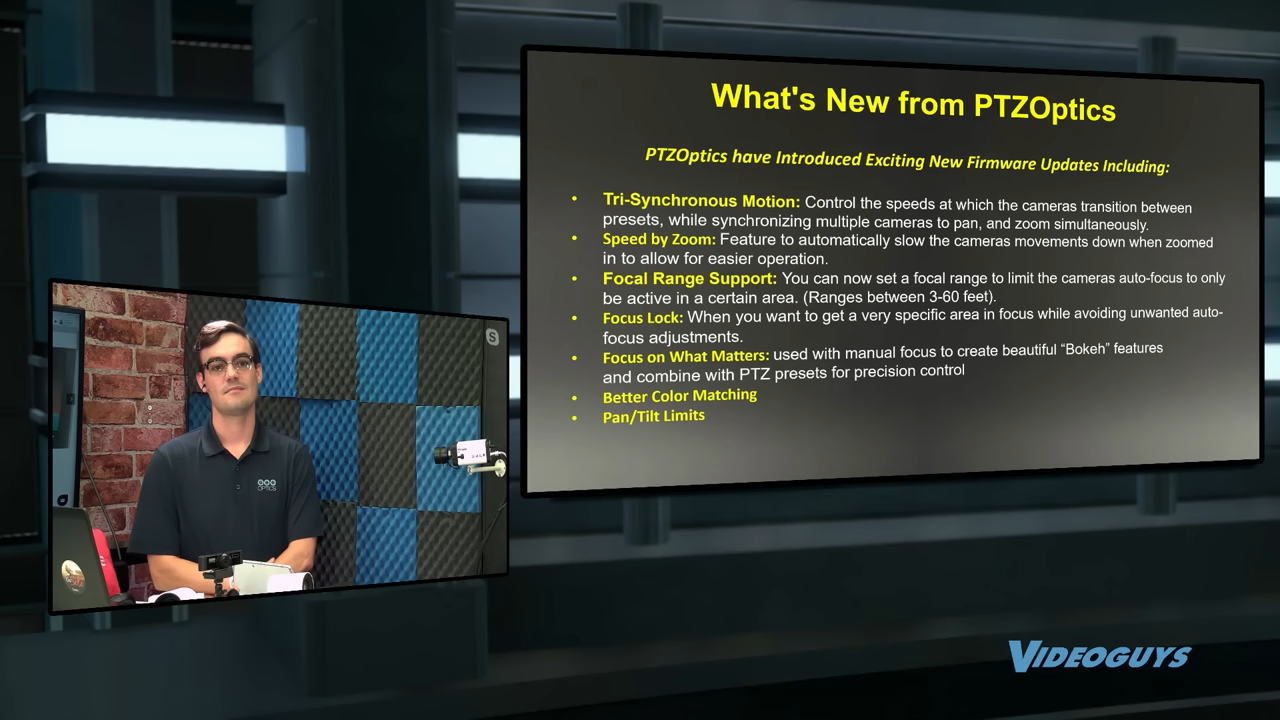 What's New from PTZOptics
PTZOptics have Introduced Exciting New Firmware Updates Including:
• Tri-Synchronous Motion: Control the speeds at which the cameras transition between
presets, while synchronizing multiple cameras to pan, and zoom simultaneously.
• Speed by Zoom: Feature to automatically slow the cameras movements down when zoomed
in to allow for easier operation.
• Focal Range Support: You can now set a focal range to limit the cameras auto-focus to only
be active in a certain area. (Ranges between 3-60 feet).
• Focus Lock: When you want to get a very specific area in focus while avoiding unwanted auto-
focus adjustments.
• Focus on What Matters: used with manual focus to create beautiful “Bokeh” features
and combine with PTZ presets for precision control
• Better Color Matching
• Pan/Tilt Limits
S
OPTICS
VIDEOGUYS